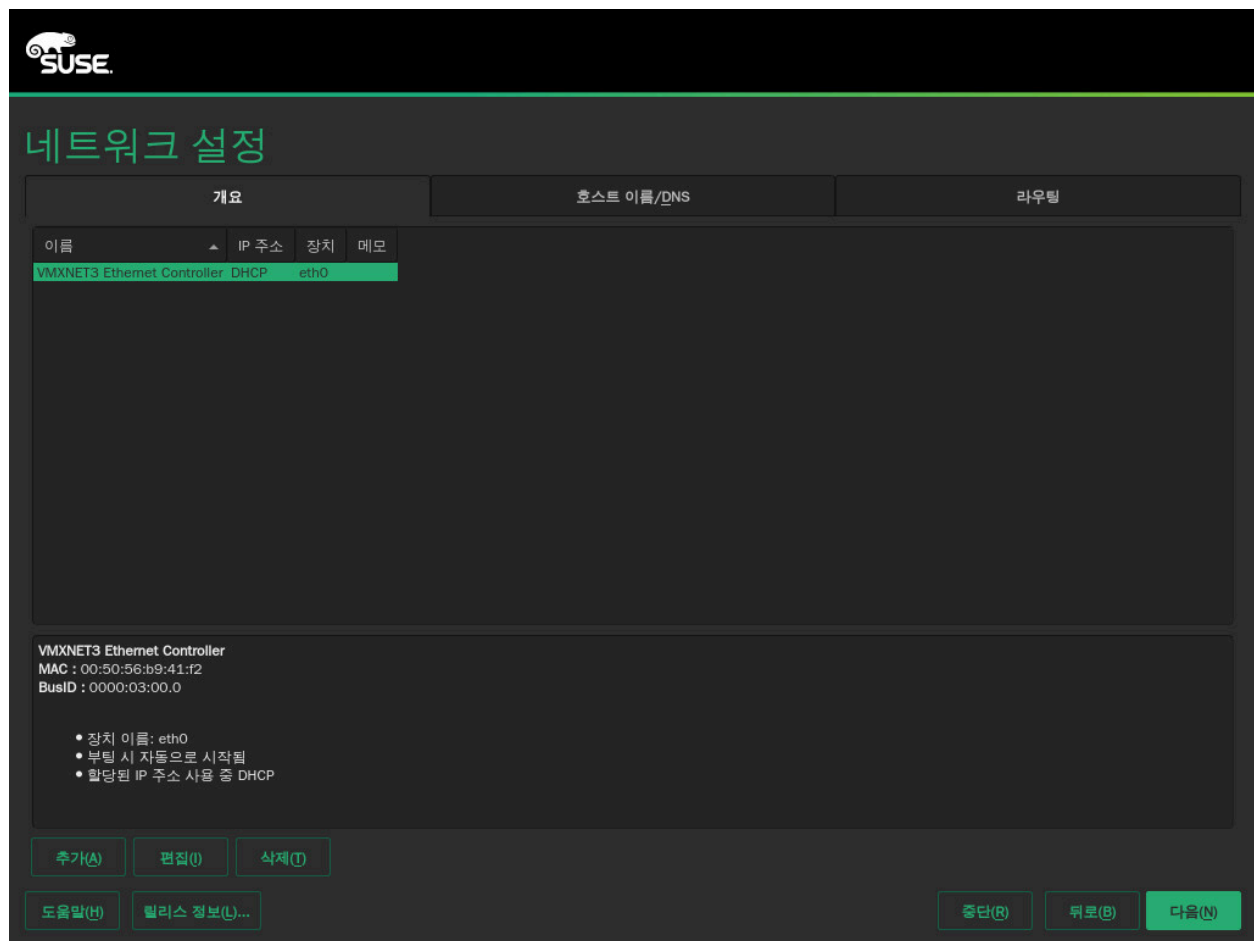 SUSE.
네트워크 설정
개요 호스트 이름/DNS 라우팅
이름 IP 주소 장치 메모
VMXNET3 Ethernet Controller DHCP eth0
VMXNET3 Ethernet Controller
MAC : 00:50:56:b9:41:f2
BusID : 0000:03:00.0
• 장치 이름: eth0
• 부팅 시 자동으로 시작됨
• 할당된 IP 주소 사용 중 DHCP
추가(A) 편집(I) 삭제(T)
도움말(H) 릴리스 정보(L)... 중단(R) 뒤로(B) 다음(N)